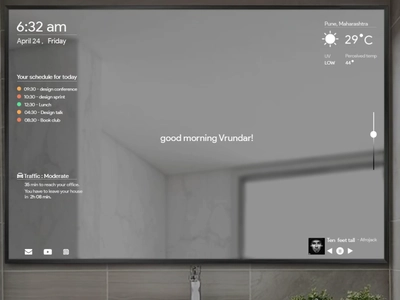 6:32 am
April 24, Friday
Pune, Maharashtra
29°C
UV
LOW
44°
Your schedule for today
09:30 - design conference
10:30 - design sprint
12:30 - Lunch
04:30 - Design talk
08:30 - Book club
good morning Vrundar!
Traffic : Moderate
35 min to reach your office.
You have to leave your house
in 2h 08 min.
Ten feet tall